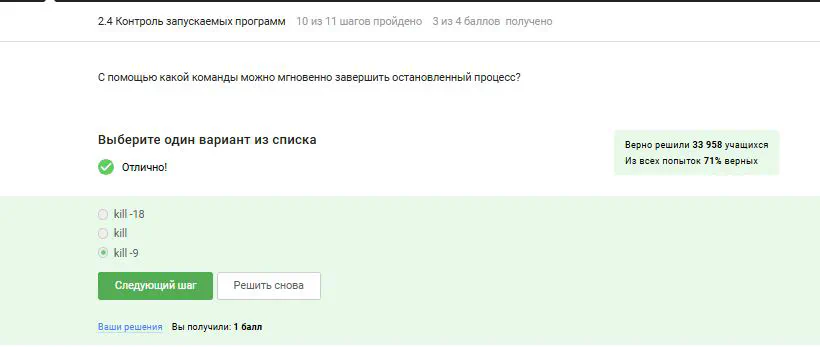 2.4 Контроль запускаемых программ 10 из 11 шагов пройдено 3 из 4 баллов получено
С помощью какой команды можно мгновенно завершить остановленный процесс?
Выберите один вариант из списка
Отлично!
Верно решили 33 958 учащихся
Из всех попыток 71% верных
kill -18
kill
kill -9
Следующий шаг Решить снова
Ваши решения Вы получили: 1 балл